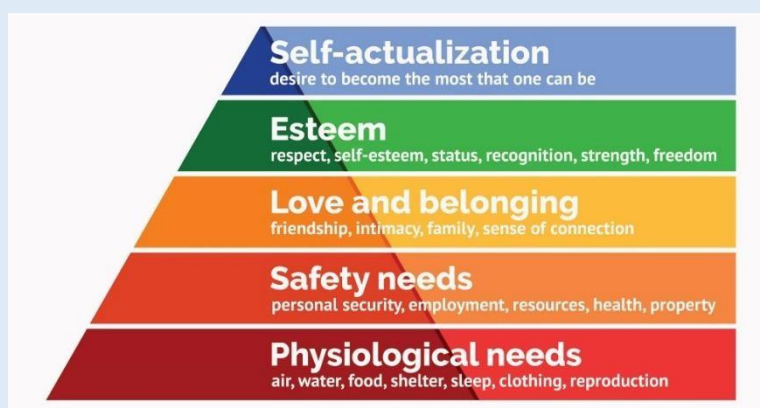 Self-actualization
desire to become the most that one can be
Esteem
respect, self-esteem, status, recognition, strength, freedom
Love and belonging
friendship, intimacy, family, sense of connection
Safety needs
personal security, employment, resources, health, property
Physiological needs
air, water, food, shelter, sleep, clothing, reproduction